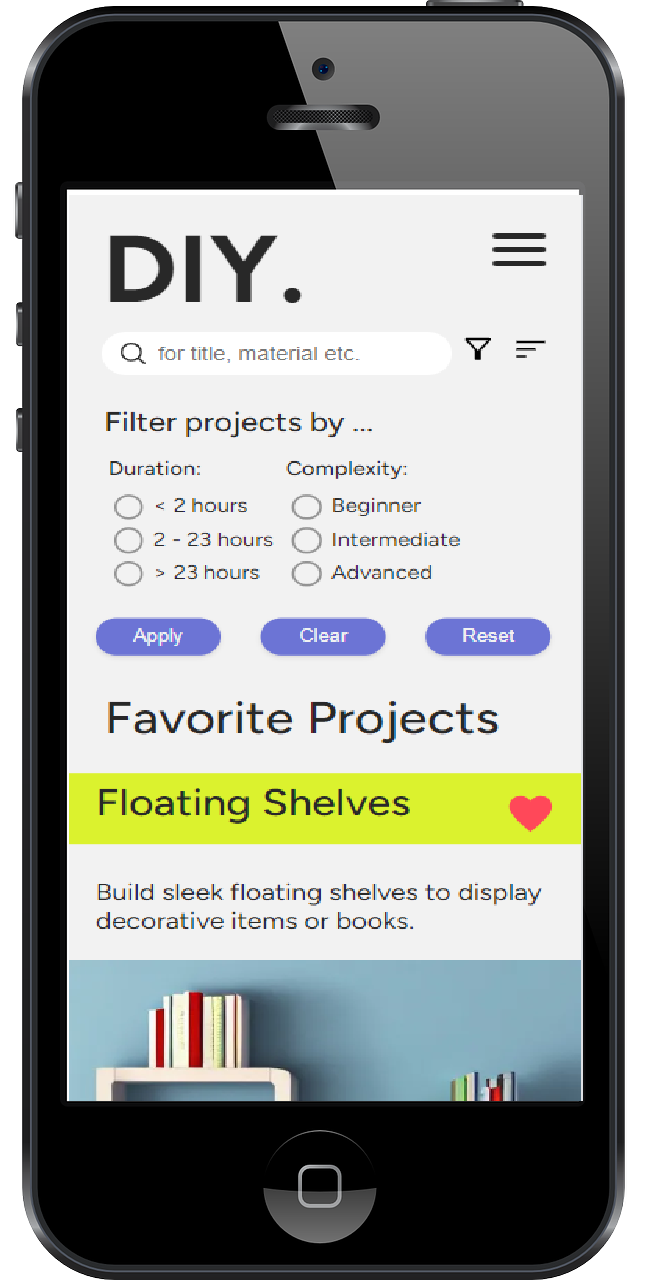 DIY.
for title, material etc.
Filter projects by ...
Duration: Complexity:
< 2 hours Beginner
2 - 23 hours Intermediate
> 23 hours Advanced
Apply Clear Reset
Favorite Projects
Floating Shelves
Build sleek floating shelves to display
decorative items or books.